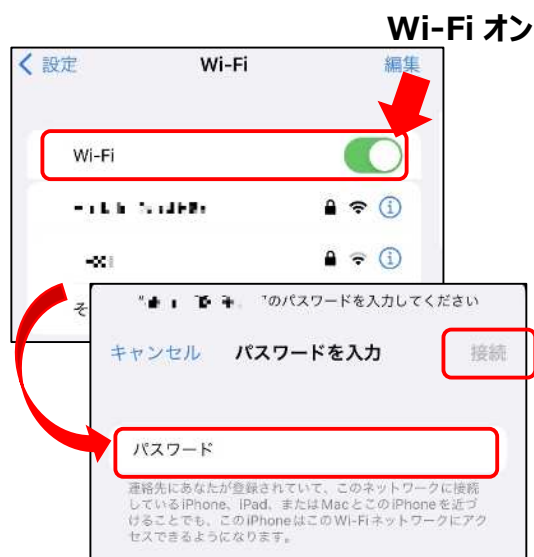 Wi-Fi オン
設定 Wi-Fi 編集
Wi-Fi
そ
のパスワードを入力してください
キャンセル パスワードを入力 接続
パスワード
連絡先にあなたが登録されていて、このネットワークに接続
しているiPhone、iPad、またはMacとこのiPhoneを近づ
けることでも、このiPhoneはこのWi-Fiネットワークにアク
セスできるようになります。